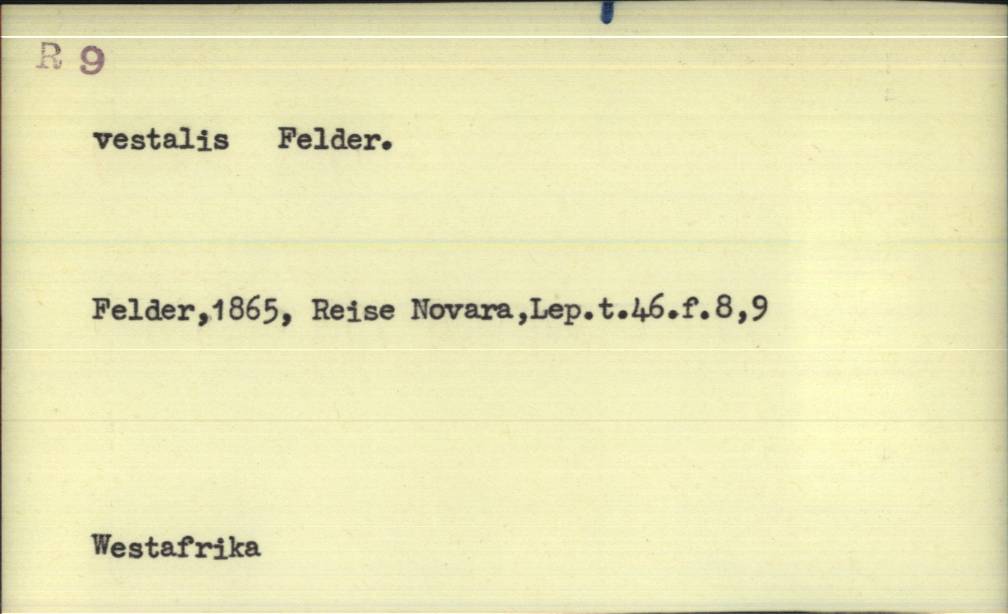 R 9
vestalis Felder.
Felder,1865, Reise Novara,Lep.t.46.f.8,9
Westafrika